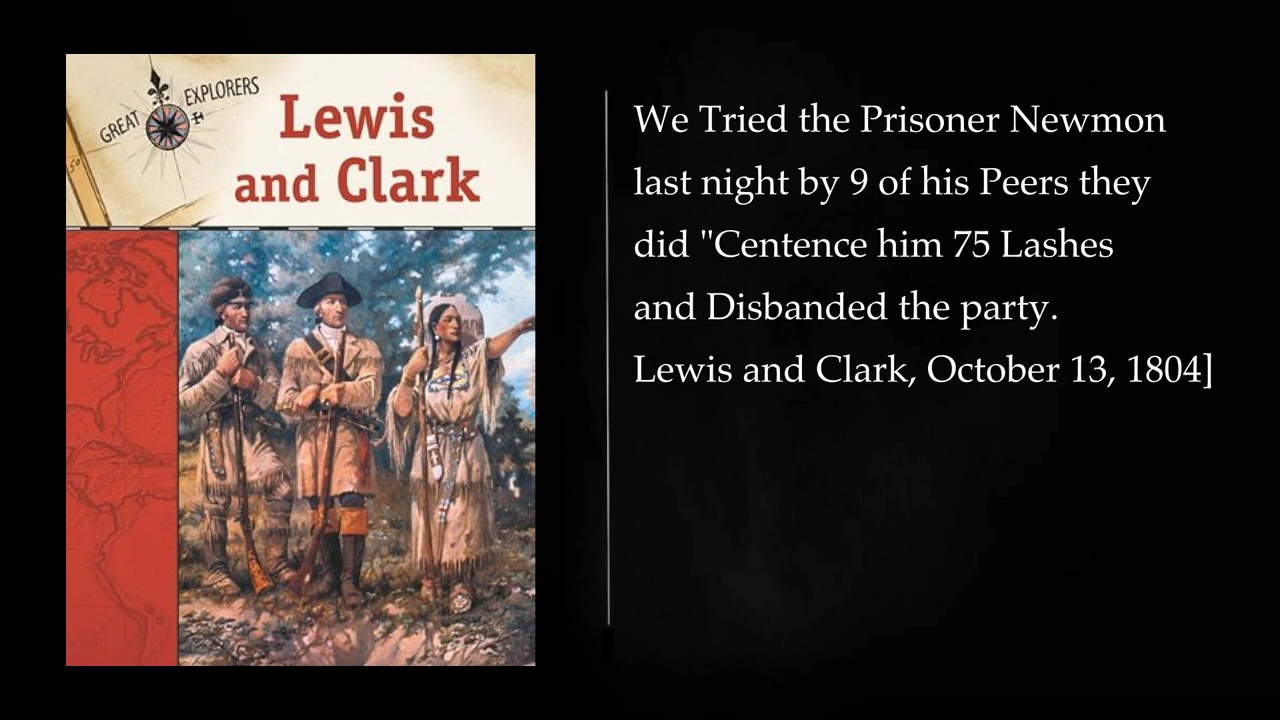 GREAT EXPLORERS
Lewis
and Clark
We Tried the Prisoner Newmon
last night by 9 of his Peers they
did "Centence him 75 Lashes
and Disbanded the party.
Lewis and Clark, October 13, 1804]
50